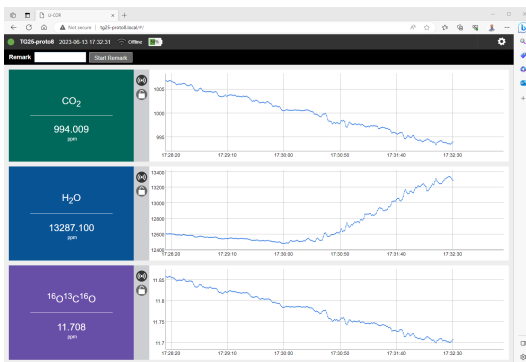 U-COR
Not secure | tg25-proto8.local/#/
TG25-proto8 2023-06-13 17:32:31 Offline
Remark Start Remark
CO₂
994.009
ppm
1005
1000
995
17:28:20 17:29:10 17:30:00 17:30:50 17:31:40 17:32:30
H₂O
13287.100
ppm
13400
13200
13000
12800
12600
12400
17:28:20 17:29:10 17:30:00 17:30:50 17:31:40 17:32:30
¹⁶O¹³C¹⁶O
11.708
ppm
11.85
11.8
11.75
11.7
17:28:20 17:29:10 17:30:00 17:30:50 17:31:40 17:32:30